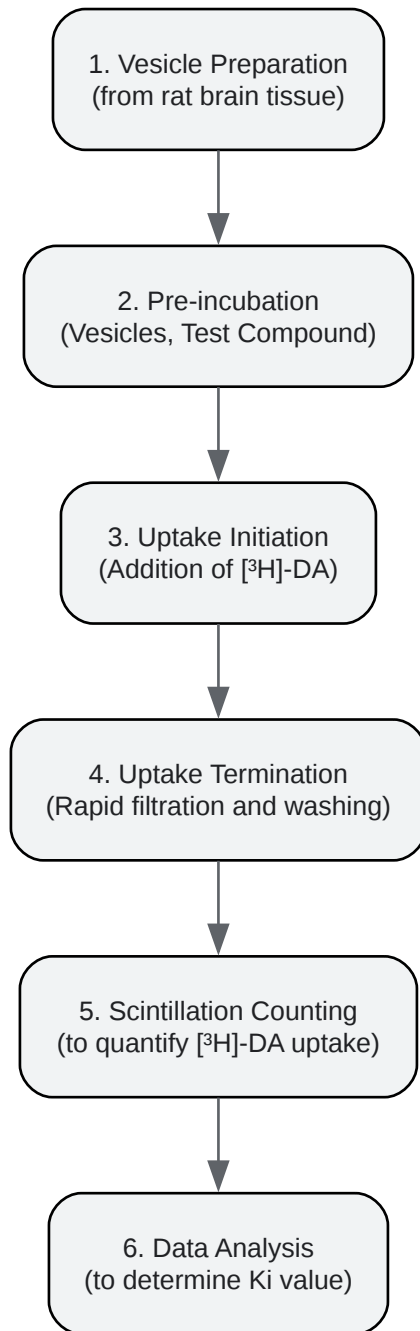 1. Vesicle Preparation
(from rat brain tissue)
2. Pre-incubation
(Vesicles, Test Compound)
3. Uptake Initiation
(Addition of [³H]-DA)
4. Uptake Termination
(Rapid filtration and washing)
5. Scintillation Counting
(to quantify [³H]-DA uptake)
6. Data Analysis
(to determine Ki value)